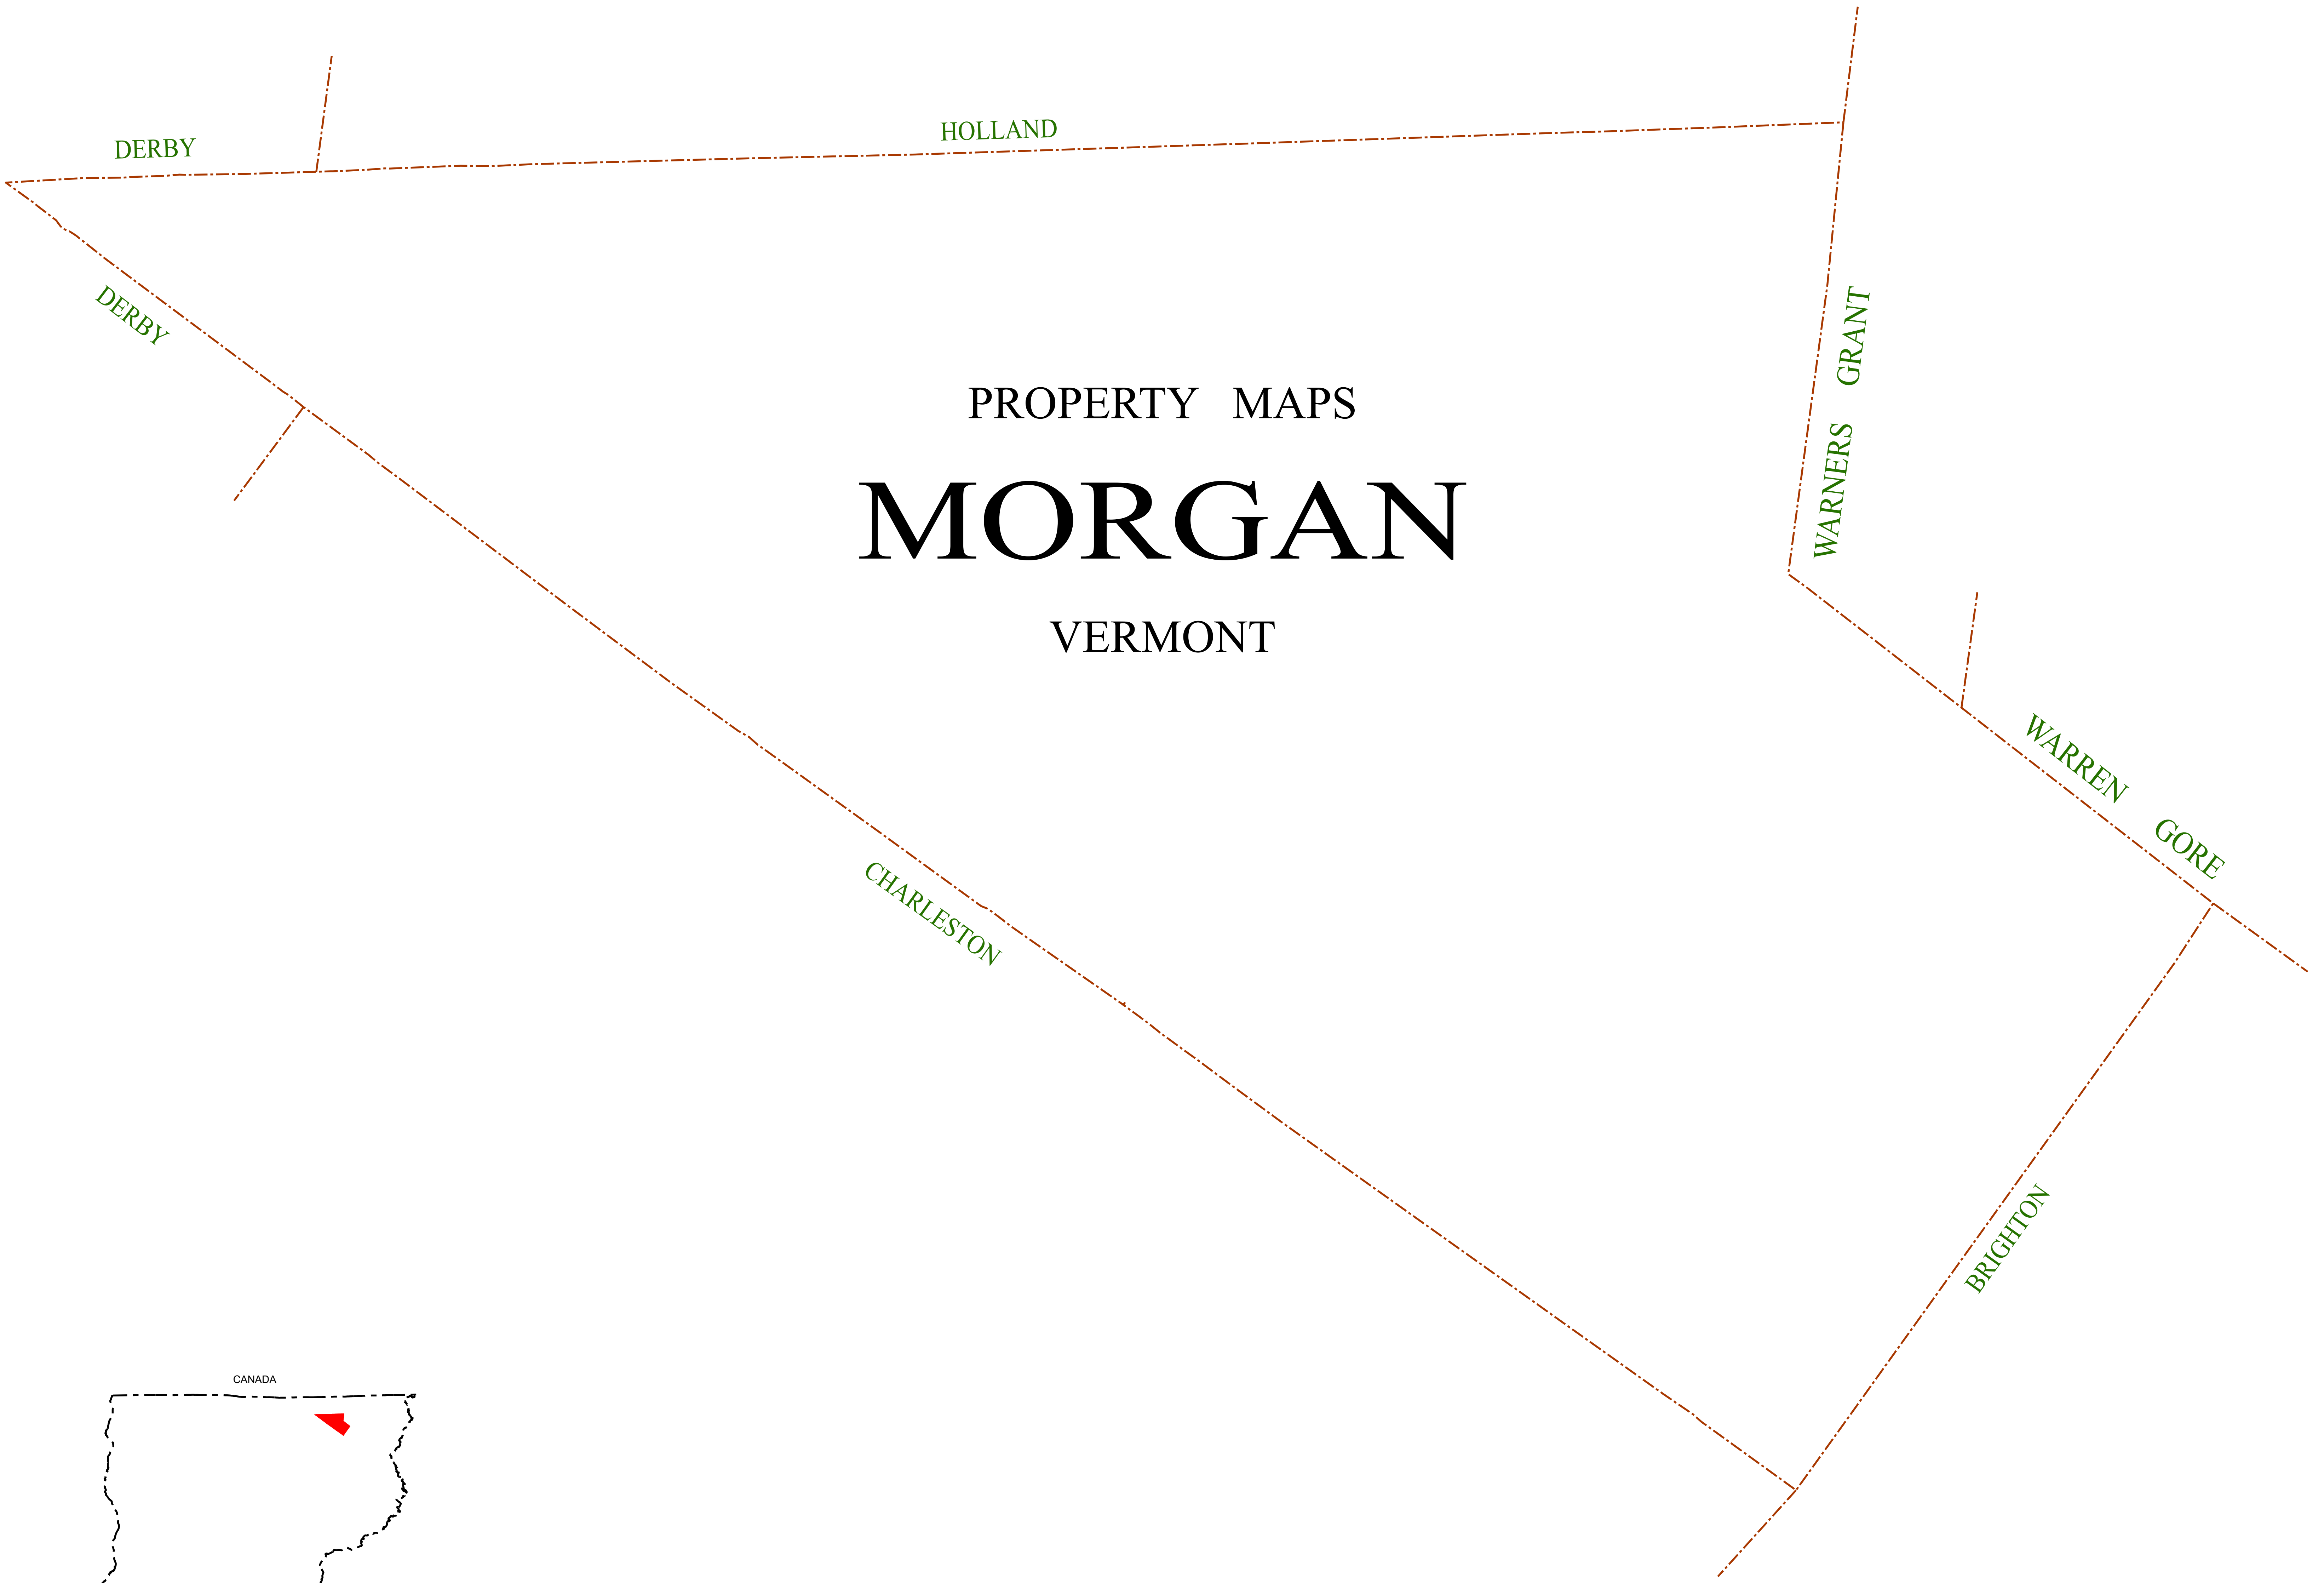 DERBY
HOLLAND
DERBY
WARNERS GRANT
PROPERTY MAPS
MORGAN
VERMONT
WARREN GORE
CHARLESTON
BRIGHTON
CANADA